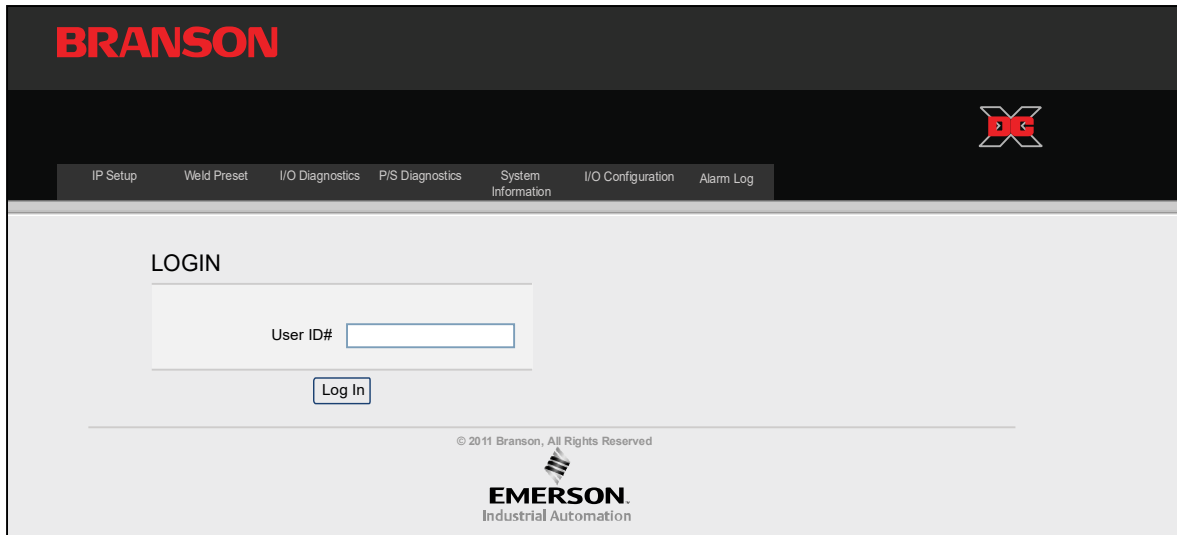 BRANSON
DCX
IP Setup
Weld Preset
I/O Diagnostics
P/S Diagnostics
System
Information
I/O Configuration
Alarm Log
LOGIN
User ID#
Log In
© 2011 Branson, All Rights Reserved
EMERSON.
Industrial Automation